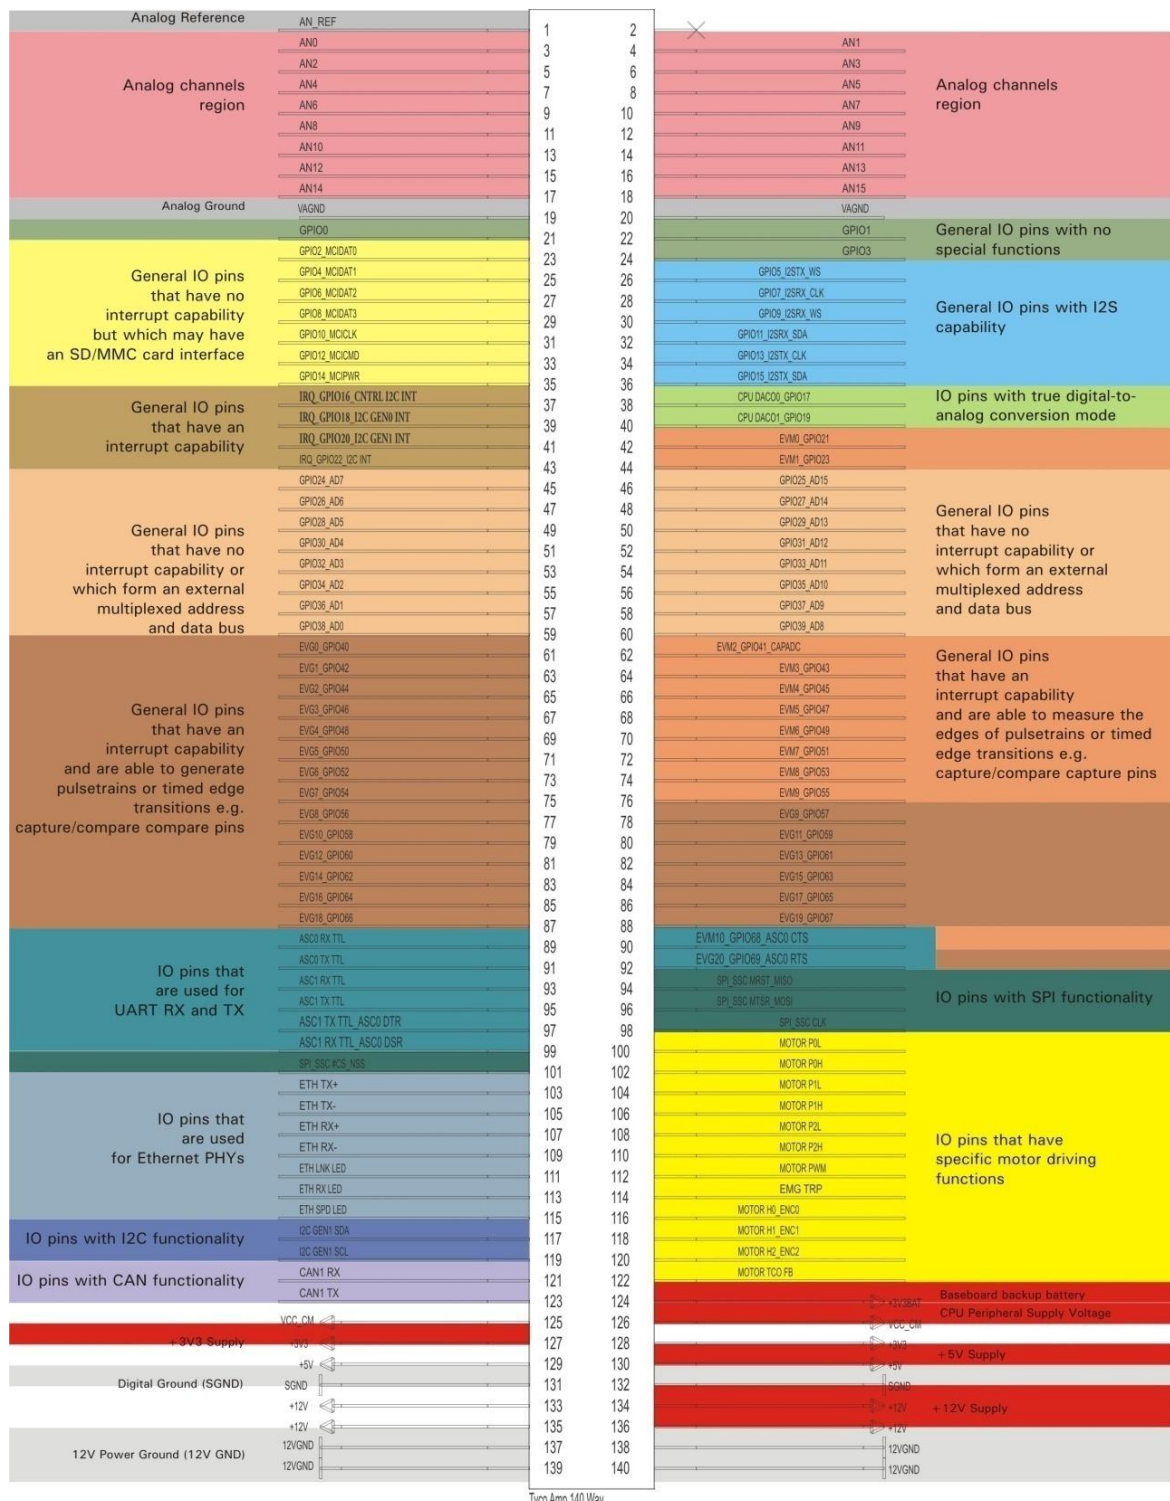 Analog Reference AN_REF 1 2
AN0 3 4 AN1
AN2 5 6 AN3
Analog channels AN4 7 8 AN5 Analog channels
region AN6 9 10 AN7 region
AN8 11 12 AN9
AN10 13 14 AN11
AN12 15 16 AN13
AN14 17 18 AN15
Analog Ground VAGND 19 20 VAGND
GPIO0 21 22 GPIO1 General IO pins with no
GPIO2_MCIDAT0 23 24 GPIO3 special functions
General IO pins GPIO4_MCIDAT1 25 26 GPIO5_I2STX_WS
that have no GPIO6_MCIDAT2 27 28 GPIO7_I2SRX_CLK
interrupt capability GPIO8_MCIDAT3 29 30 GPIO9_I2SRX_WS General IO pins with I2S
but which may have GPIO10_MCICLK 31 32 GPIO11_I2SRX_SDA capability
an SD/MMC card interface GPIO12_MCICMD 33 34 GPIO13_I2STX_CLK
GPIO14_MCIPWR 35 36 GPIO15_I2STX_SDA
General IO pins IRQ_GPIO16_CNTRL I2C INT 37 38 CPU DACO0_GPIO17 IO pins with true digital-to-
that have an IRQ_GPIO18_I2C GEN0 INT 39 40 CPU DACO1_GPIO19 analog conversion mode
interrupt capability IRQ_GPIO20_I2C GEN1 INT 41 42 EVM0_GPIO21
IRQ_GPIO22_I2C INT 43 44 EVM1_GPIO23
GPIO24_AD7 45 46 GPIO25_AD15
GPIO26_AD6 47 48 GPIO27_AD14 General IO pins
General IO pins GPIO28_AD5 49 50 GPIO29_AD13 that have no
that have no GPIO30_AD4 51 52 GPIO31_AD12 interrupt capability or
interrupt capability or GPIO32_AD3 53 54 GPIO33_AD11 which form an external
which form an external GPIO34_AD2 55 56 GPIO35_AD10 multiplexed address
multiplexed address GPIO36_AD1 57 58 GPIO37_AD9 and data bus
and data bus GPIO38_AD0 59 60 GPIO39_AD8
EVG0_GPIO40 61 62 EVM2_GPIO41_CAPADC General IO pins
EVG1_GPIO42 63 64 EVM3_GPIO43 that have an
EVG2_GPIO44 65 66 EVM4_GPIO45 interrupt capability
General IO pins EVG3_GPIO46 67 68 EVM5_GPIO47 and are able to measure the
that have an EVG4_GPIO48 69 70 EVM6_GPIO49 edges of pulsetrains or timed
interrupt capability EVG5_GPIO50 71 72 EVM7_GPIO51 edge transitions e.g.
and are able to generate EVG6_GPIO52 73 74 EVM8_GPIO53 capture/compare capture pins
pulsetrains or timed edge EVG7_GPIO54 75 76 EVM9_GPIO55
transitions e.g. EVG8_GPIO56 77 78 EVG9_GPIO57
capture/compare compare pins EVG10_GPIO58 79 80 EVG11_GPIO59
EVG12_GPIO60 81 82 EVG13_GPIO61
EVG14_GPIO62 83 84 EVG15_GPIO63
EVG16_GPIO64 85 86 EVG17_GPIO65
EVG18_GPIO66 87 88 EVG19_GPIO67
ASC0 RX TTL 89 90 EVM10_GPIO68_ASC0 CTS
IO pins that ASC0 TX TTL 91 92 EVG20_GPIO69_ASC0 RTS
are used for ASC1 RX TTL 93 94 SPI_SSC MRST_MISO
UART RX and TX ASC1 TX TTL 95 96 SPI_SSC MTSR_MOSI IO pins with SPI functionality
ASC1 TX TTL_ASC0 DTR 97 98 SPI_SSC CLK
ASC1 RX TTL_ASC0 DSR 99 100 MOTOR P0L
SPI_SSC #CS_NSS 101 102 MOTOR P0H
ETH TX+ 103 104 MOTOR P1L
IO pins that ETH TX- 105 106 MOTOR P1H
are used ETH RX+ 107 108 MOTOR P2L
for Ethernet PHYs ETH RX- 109 110 MOTOR P2H IO pins that have
ETH LNK LED 111 112 MOTOR PWM specific motor driving
ETH RX LED 113 114 EMG TRP functions
ETH SPD LED 115 116 MOTOR H0_ENC0
IO pins with I2C functionality I2C GEN1 SDA 117 118 MOTOR H1_ENC1
I2C GEN1 SCL 119 120 MOTOR H2_ENC2
IO pins with CAN functionality CAN1 RX 121 122 MOTOR TCO FB
CAN1 TX 123 124 +3V3BAT Baseboard backup battery
VCC_CM 125 126 VCC_CM CPU Peripheral Supply Voltage
+3V3 Supply +3V3 127 128 +3V3
+5V 129 130 +5V +5V Supply
Digital Ground (SGND) SGND 131 132 SGND
+12V 133 134 +12V +12V Supply
+12V 135 136 +12V
12V Power Ground (12V GND) 12VGND 137 138 12VGND
12VGND 139 140 12VGND
Tyco Amp 140 Way